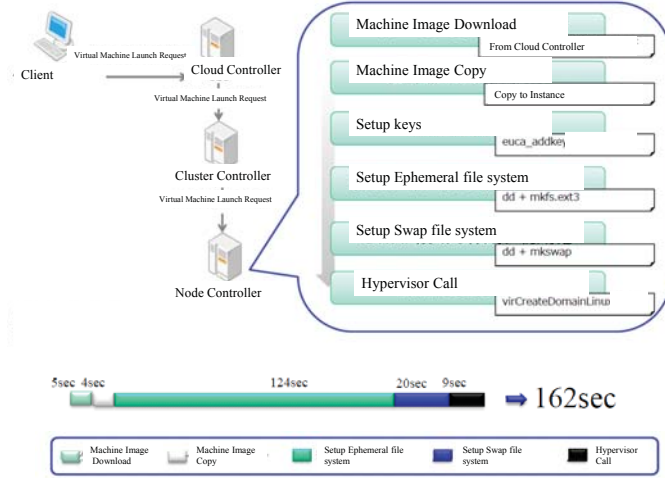 Client
Virtual Machine Launch Request
Cloud Controller
Virtual Machine Launch Request
Cluster Controller
Virtual Machine Launch Request
Node Controller
Machine Image Download
From Cloud Controller
Machine Image Copy
Copy to Instance
Setup keys
euca_addkey
Setup Ephemeral file system
dd + mkfs.ext3
Setup Swap file system
dd + mkswap
Hypervisor Call
virCreateDomainLinux
5sec 4sec 124sec 20sec 9sec
162sec
Machine Image
Download
Machine Image
Copy
Setup Ephemeral file
system
Setup Swap file
system
Hypervisor
Call